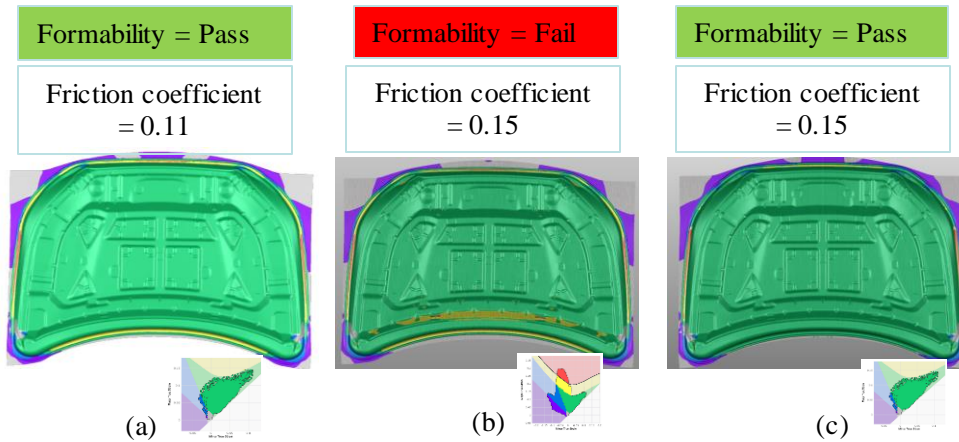 Formability = Pass
Formability = Fail
Formability = Pass
Friction coefficient
= 0.11
Friction coefficient
= 0.15
Friction coefficient
= 0.15
(a)
(b)
(c)